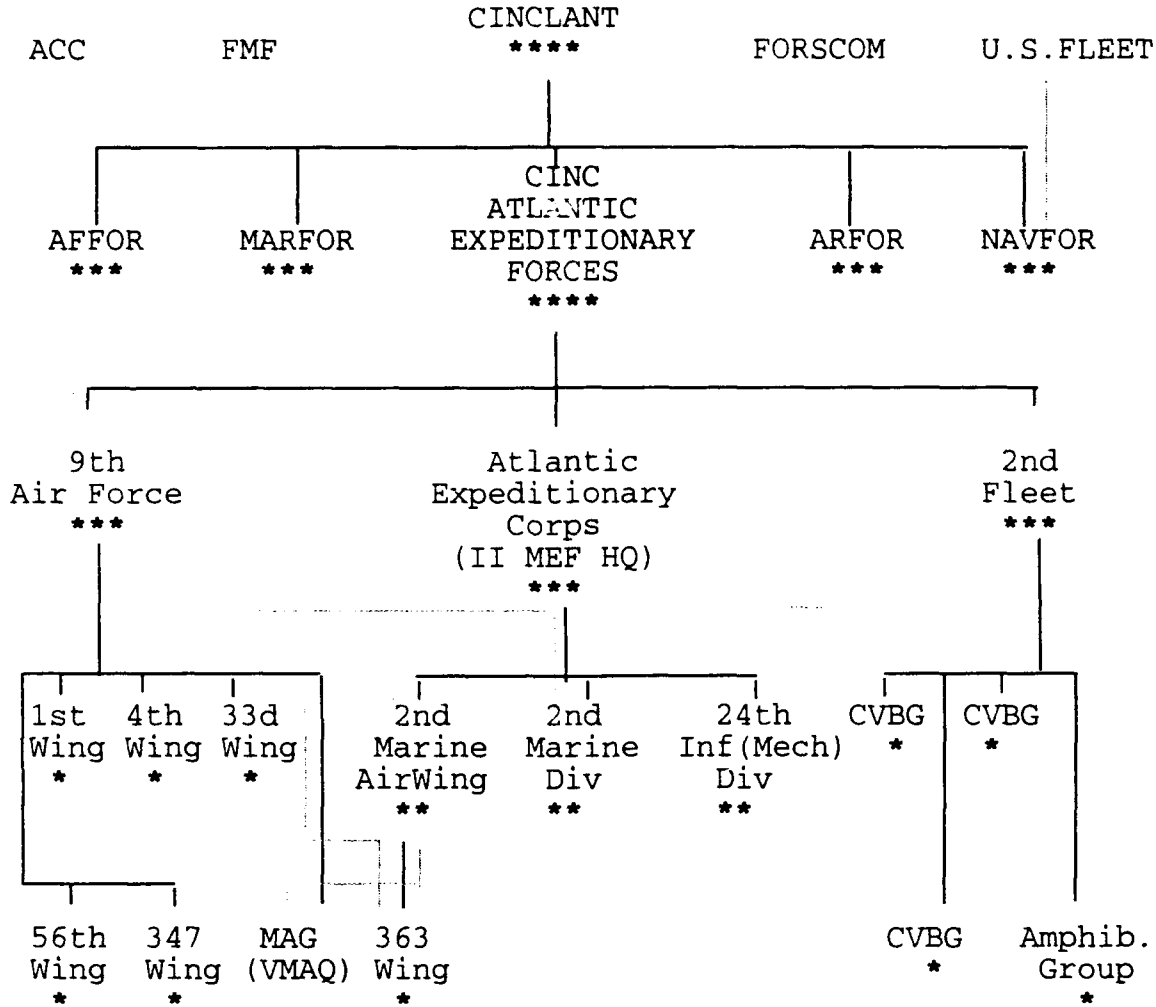 CINCLANT
****
ACC FMF FORSCOM U.S.FLEET
CINC
ATLANTIC
EXPEDITIONARY
FORCES
****
AFFOR
***
MARFOR
***
ARFOR
***
NAVFOR
***
9th
Air Force
***
Atlantic
Expeditionary
Corps
(II MEF HQ)
***
2nd
Fleet
***
1st
Wing
*
4th
Wing
*
33d
Wing
*
2nd
Marine
AirWing
**
2nd
Marine
Div
**
24th
Inf(Mech)
Div
**
CVBG
*
CVBG
*
56th
Wing
*
347
Wing
*
MAG
(VMAQ)
363
Wing
*
CVBG
*
Amphib.
Group
*